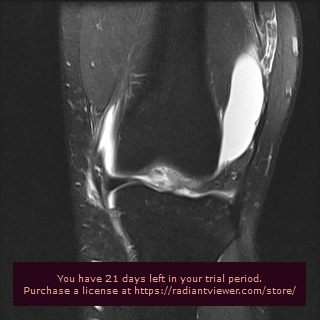 You have 21 days left in your trial period.
Purchase a license at https://radiantviewer.com/store/